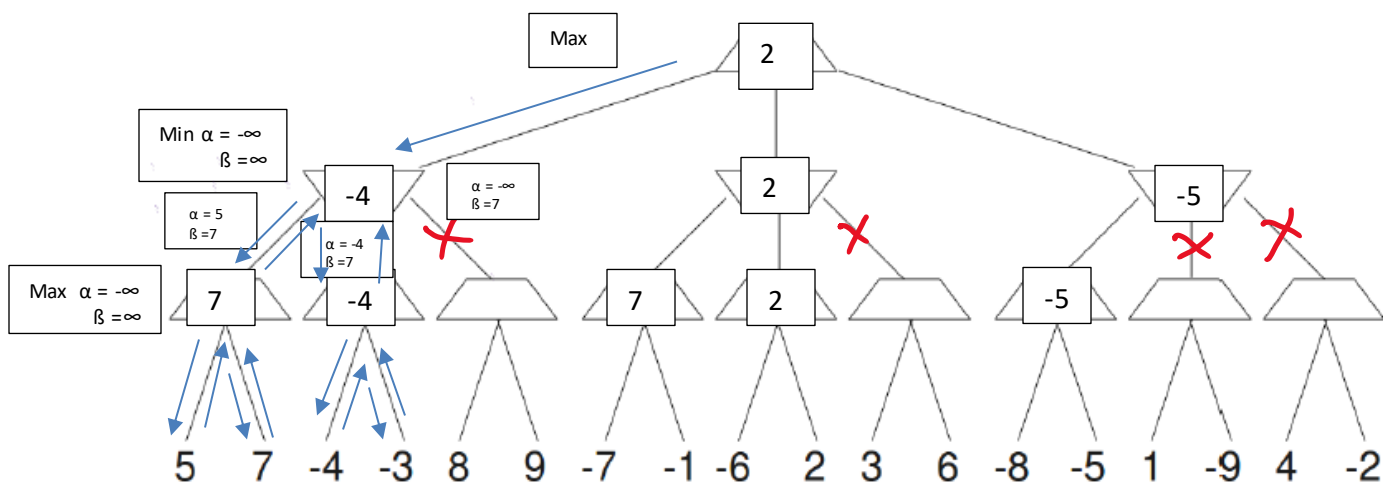 Max
2
Min α = -∞
ß =∞
-4
α = -∞
ß =7
2
-5
α = 5
ß =7
α = -4
ß =7
Max α = -∞
ß =∞
7
-4
7
2
-5
5 7 -4 -3 8 9 -7 -1 -6 2 3 6 -8 -5 1 -9 4 -2